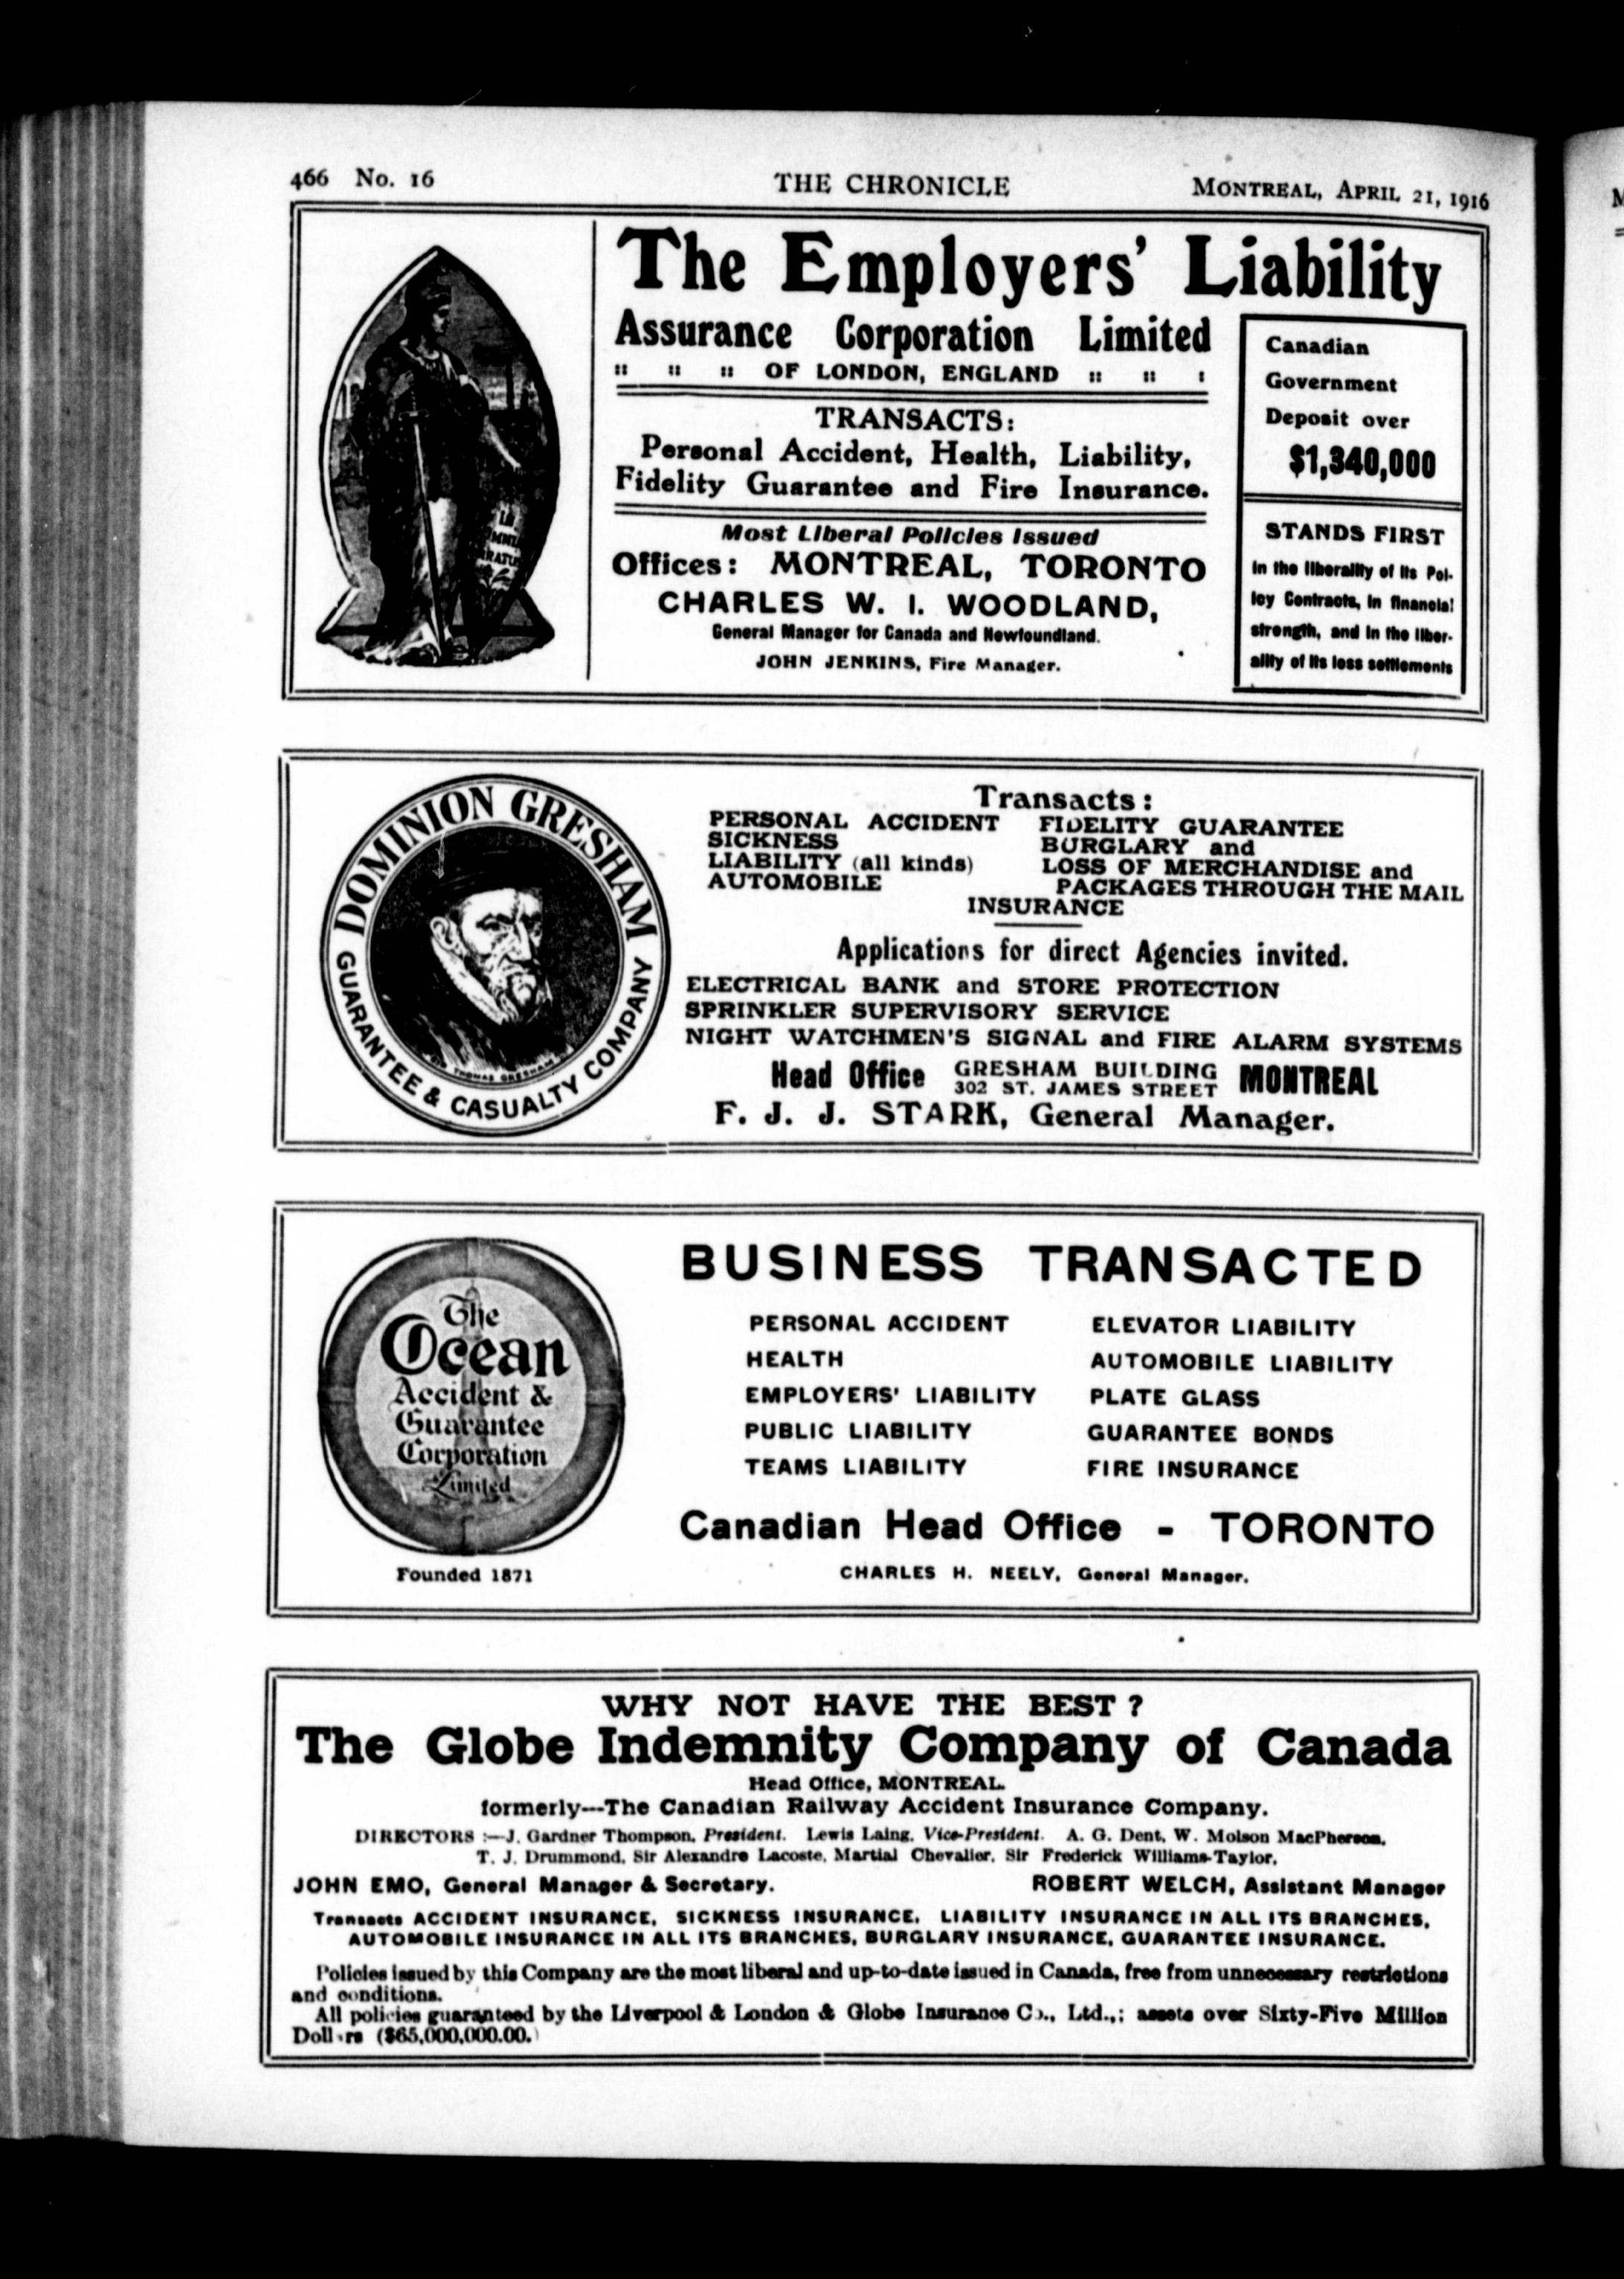 466 No. 16 THE CHRONICLE MONTREAL, APRIL 21, 1916
The Employers' Liability
Assurance Corporation Limited
:: :: :: OF LONDON, ENGLAND :: :: :
TRANSACTS:
Personal Accident, Health, Liability,
Fidelity Guarantee and Fire Insurance.
Most Liberal Policies Issued
Offices: MONTREAL, TORONTO
CHARLES W. I. WOODLAND,
General Manager for Canada and Newfoundland.
JOHN JENKINS, Fire Manager.
Canadian
Government
Deposit over
$1,340,000
STANDS FIRST
in the liberality of its Pol-
icy Contracts, in financial
strength, and in the liber-
ality of its loss settlements
DOMINION GRESHAM
GUARANTEE & CASUALTY COMPANY
SIR THOMAS GRESHAM
Transacts:
PERSONAL ACCIDENT FIDELITY GUARANTEE
SICKNESS BURGLARY and
LIABILITY (all kinds) LOSS OF MERCHANDISE and
AUTOMOBILE PACKAGES THROUGH THE MAIL
INSURANCE
Applications for direct Agencies invited.
ELECTRICAL BANK and STORE PROTECTION
SPRINKLER SUPERVISORY SERVICE
NIGHT WATCHMEN'S SIGNAL and FIRE ALARM SYSTEMS
Head Office GRESHAM BUILDING
302 ST. JAMES STREET MONTREAL
F. J. J. STARK, General Manager.
The
Ocean
Accident &
Guarantee
Corporation
Limited
Founded 1871
BUSINESS TRANSACTED
PERSONAL ACCIDENT ELEVATOR LIABILITY
HEALTH AUTOMOBILE LIABILITY
EMPLOYERS' LIABILITY PLATE GLASS
PUBLIC LIABILITY GUARANTEE BONDS
TEAMS LIABILITY FIRE INSURANCE
Canadian Head Office - TORONTO
CHARLES H. NEELY, General Manager.
WHY NOT HAVE THE BEST ?
The Globe Indemnity Company of Canada
Head Office, MONTREAL.
formerly---The Canadian Railway Accident Insurance Company.
DIRECTORS :—J. Gardner Thompson, President. Lewis Laing, Vice-President. A. G. Dent, W. Molson MacPherson,
T. J. Drummond, Sir Alexandre Lacoste, Martial Chevalier, Sir Frederick Williams-Taylor.
JOHN EMO, General Manager & Secretary. ROBERT WELCH, Assistant Manager
Transacts ACCIDENT INSURANCE, SICKNESS INSURANCE, LIABILITY INSURANCE IN ALL ITS BRANCHES,
AUTOMOBILE INSURANCE IN ALL ITS BRANCHES, BURGLARY INSURANCE, GUARANTEE INSURANCE.
Policies issued by this Company are the most liberal and up-to-date issued in Canada, free from unnecessary restrictions
and conditions.
All policies guaranteed by the Liverpool & London & Globe Insurance Co., Ltd.,; assets over Sixty-Five Million
Dollars ($65,000,000.00.)